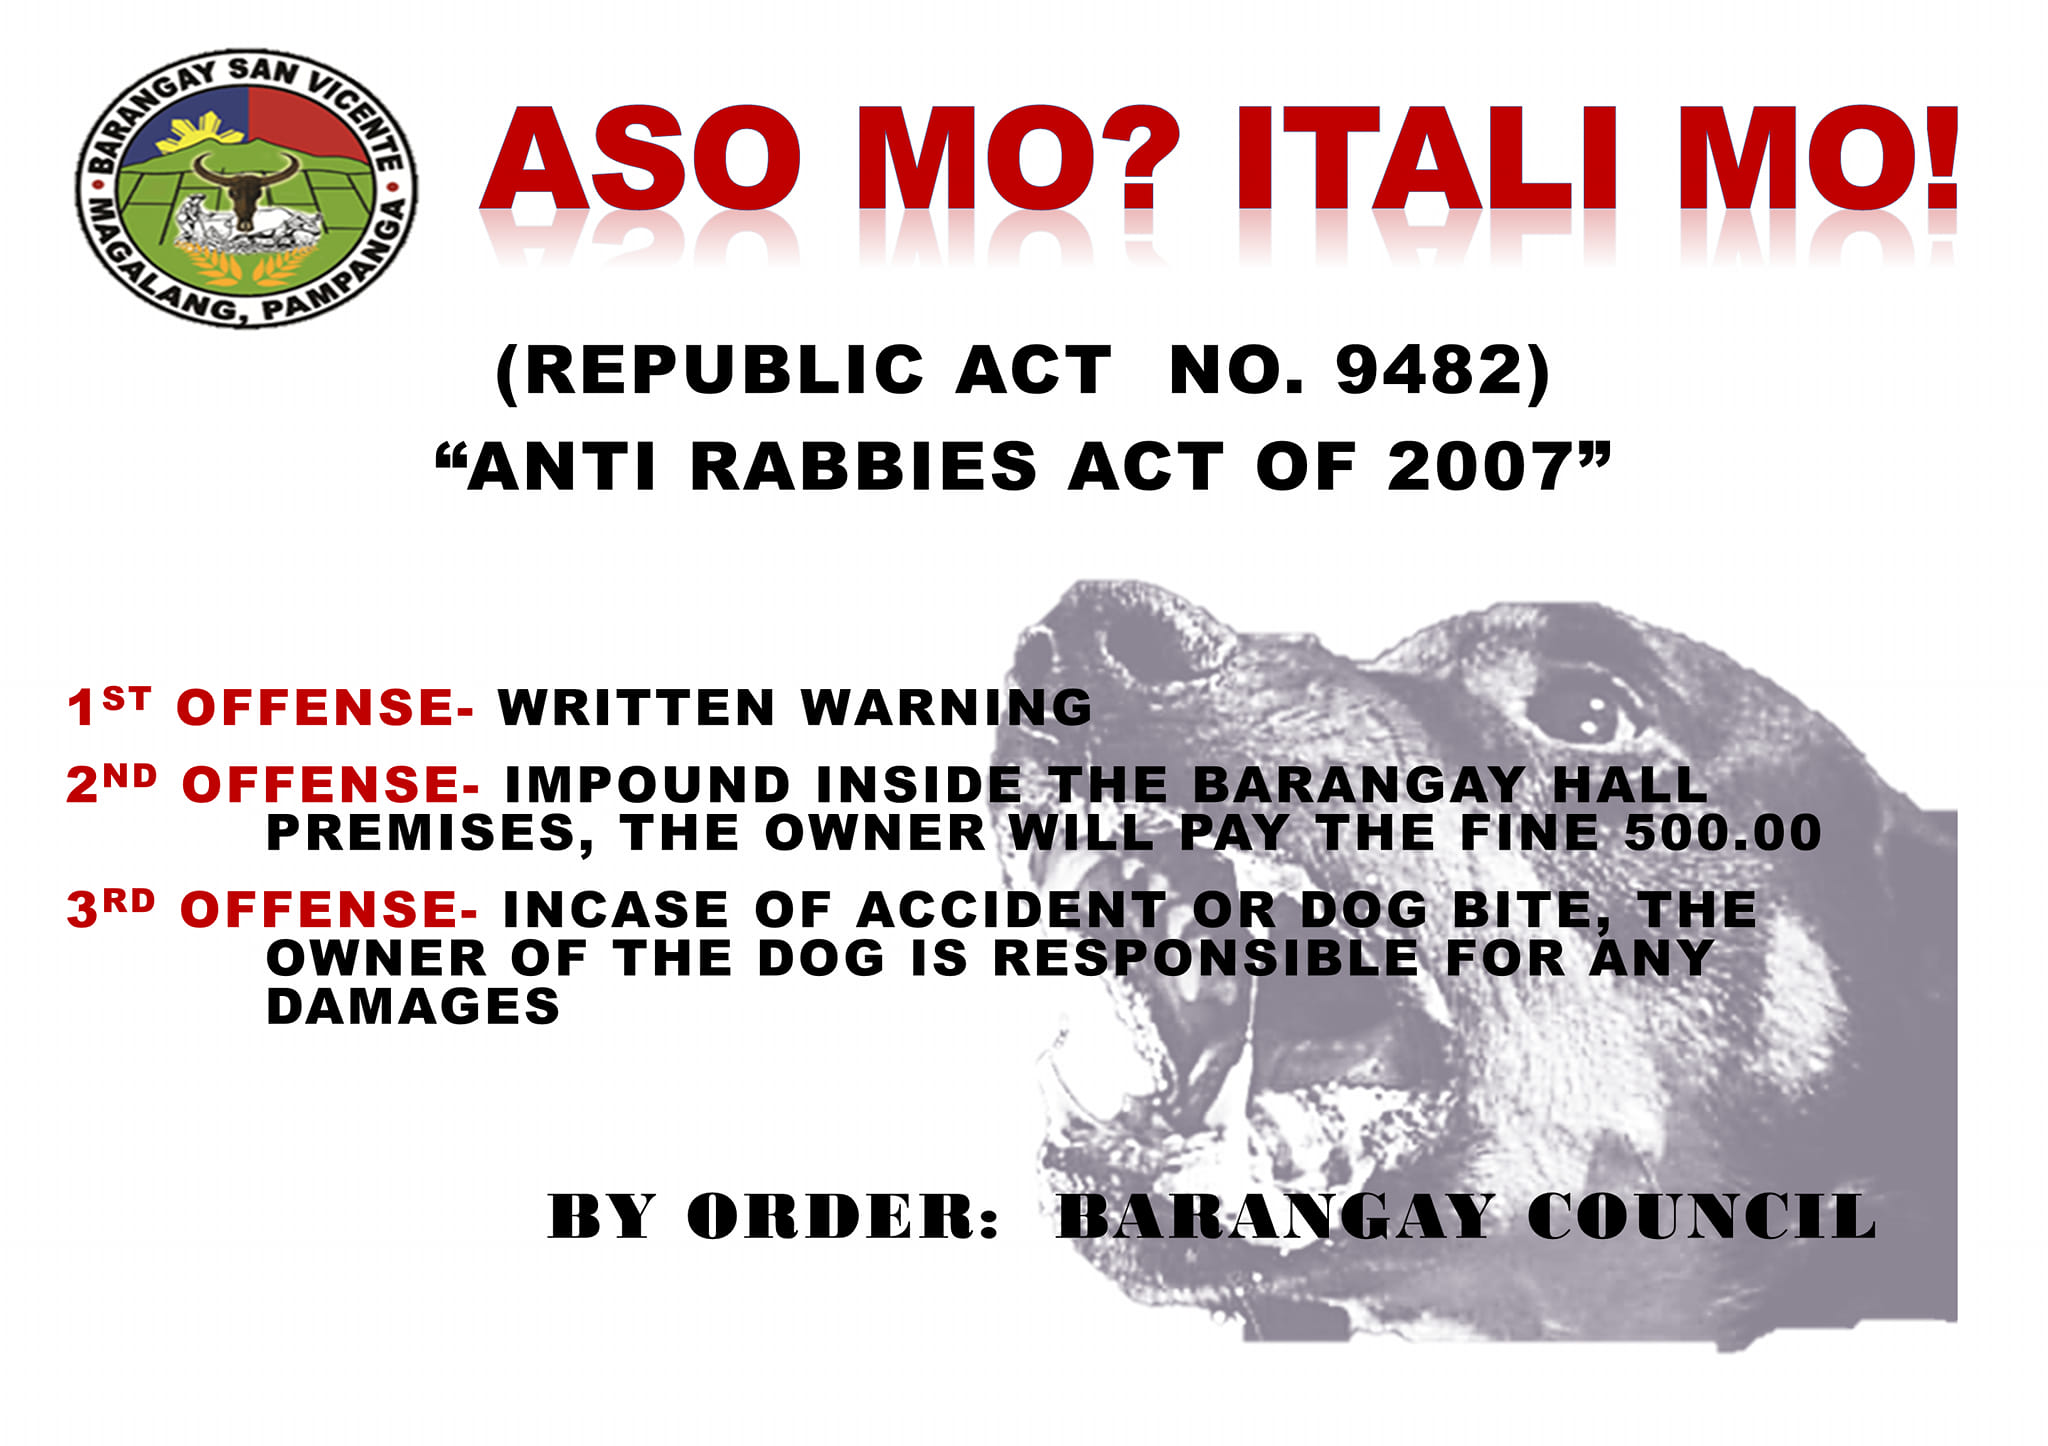 BARANGAY SAN VICENTE
MAGALANG, PAMPANGA
ASO MO? ITALI MO!
(REPUBLIC ACT NO. 9482)
“ANTI RABBIES ACT OF 2007”
1ST OFFENSE- WRITTEN WARNING
2ND OFFENSE- IMPOUND INSIDE THE BARANGAY HALL
PREMISES, THE OWNER WILL PAY THE FINE 500.00
3RD OFFENSE- INCASE OF ACCIDENT OR DOG BITE, THE
OWNER OF THE DOG IS RESPONSIBLE FOR ANY
DAMAGES
BY ORDER: BARANGAY COUNCIL